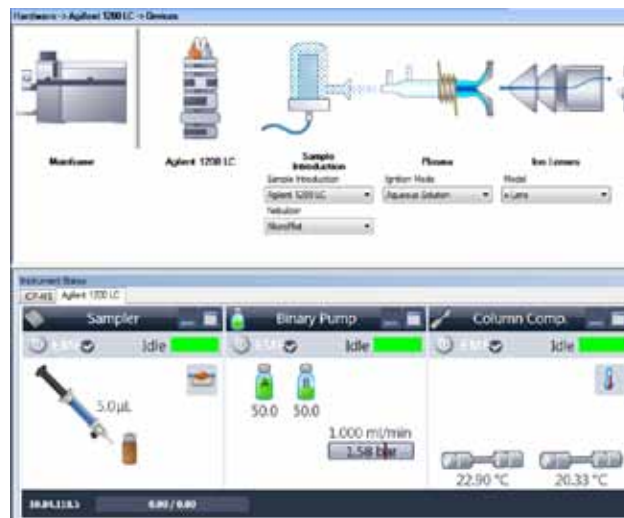 Hardware -> Agilent 1200 LC -> Devices
Mainframe
Agilent 1200 LC
Sample Introduction
Sample Introduction
Agilent 1200 LC
Nebulizer
MicroMist
Plasma
Ignition Mode
Aqueous Solution
Ion Lenses
Model
x-Lens
Instrument Status
ICP-MS Agilent 1200 LC
Sampler
Idle
5.0µL
Binary Pump
Idle
A B
50.0 50.0
1.000 ml/min
1.58 bar
Column Comp.
Idle
22.90 °C 20.33 °C
0.00 / 0.00